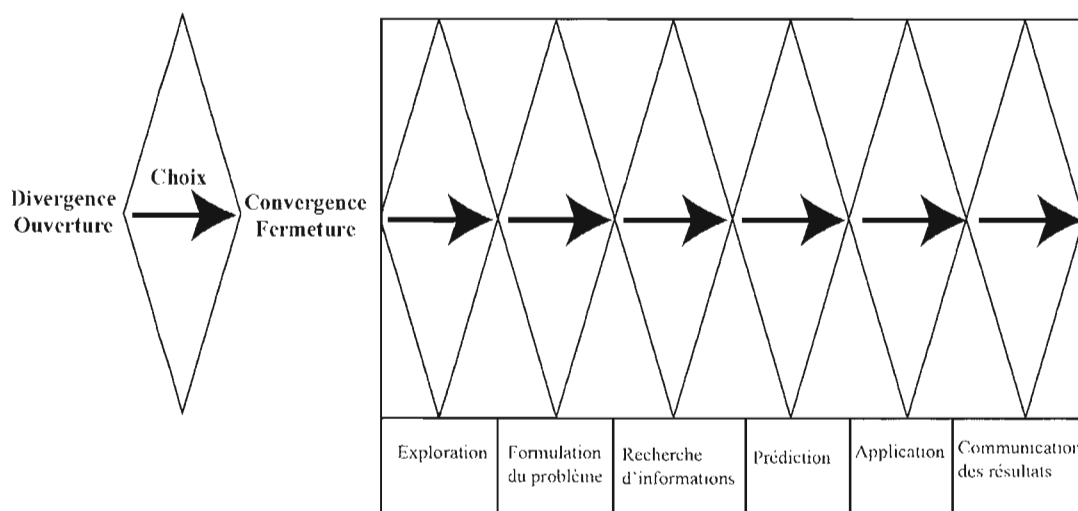 Choix
Divergence
Ouverture
Convergence
Fermeture
Exploration
Formulation
du problème
Recherche
d'informations
Prédiction
Application
Communication
des résultats